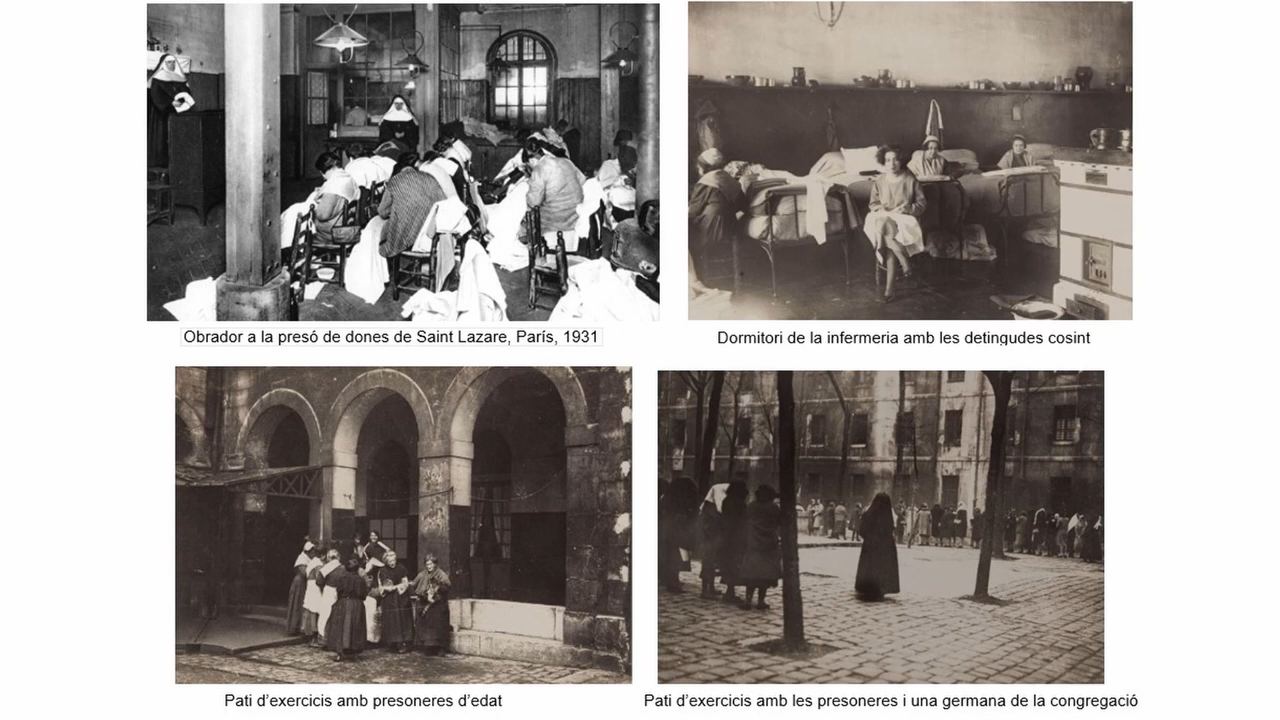 Obrador a la presó de dones de Saint Lazare, París, 1931
Dormitori de la infermeria amb les detingudes cosint
Pati d’exercicis amb presoneres d’edat
Pati d’exercicis amb les presoneres i una germana de la congregació